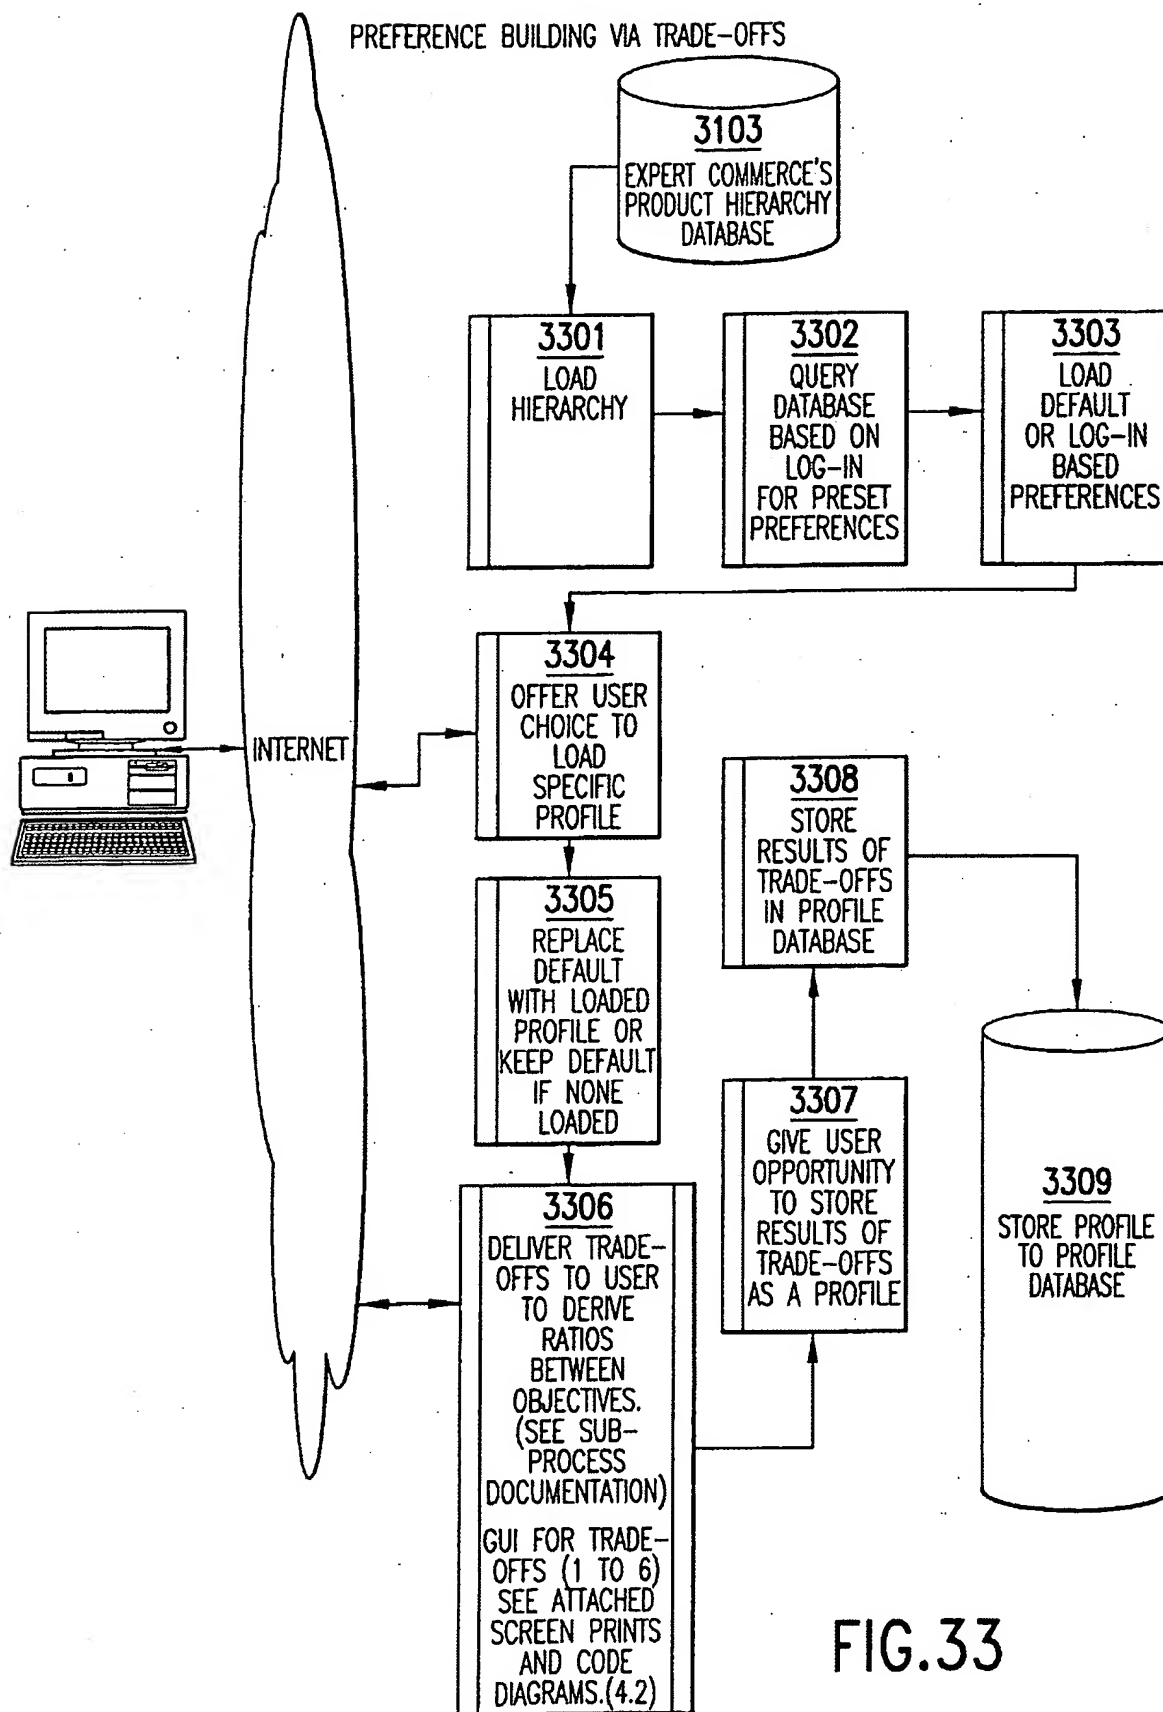 PREFERENCE BUILDING VIA TRADE-OFFS
3103
EXPERT COMMERCE'S
PRODUCT HIERARCHY
DATABASE
3301
LOAD
HIERARCHY
3302
QUERY
DATABASE
BASED ON
LOG-IN
FOR PRESET
PREFERENCES
3303
LOAD
DEFAULT
OR LOG-IN
BASED
PREFERENCES
INTERNET
3304
OFFER USER
CHOICE TO
LOAD
SPECIFIC
PROFILE
3305
REPLACE
DEFAULT
WITH LOADED
PROFILE OR
KEEP DEFAULT
IF NONE
LOADED
3306
DELIVER TRADE-
OFFS TO USER
TO DERIVE
RATIOS
BETWEEN
OBJECTIVES.
(SEE SUB-
PROCESS
DOCUMENTATION)
GUI FOR TRADE-
OFFS (1 TO 6)
SEE ATTACHED
SCREEN PRINTS
AND CODE
DIAGRAMS.(4.2)
3307
GIVE USER
OPPORTUNITY
TO STORE
RESULTS OF
TRADE-OFFS
AS A PROFILE
3308
STORE
RESULTS OF
TRADE-OFFS
IN PROFILE
DATABASE
3309
STORE PROFILE
TO PROFILE
DATABASE
FIG.33